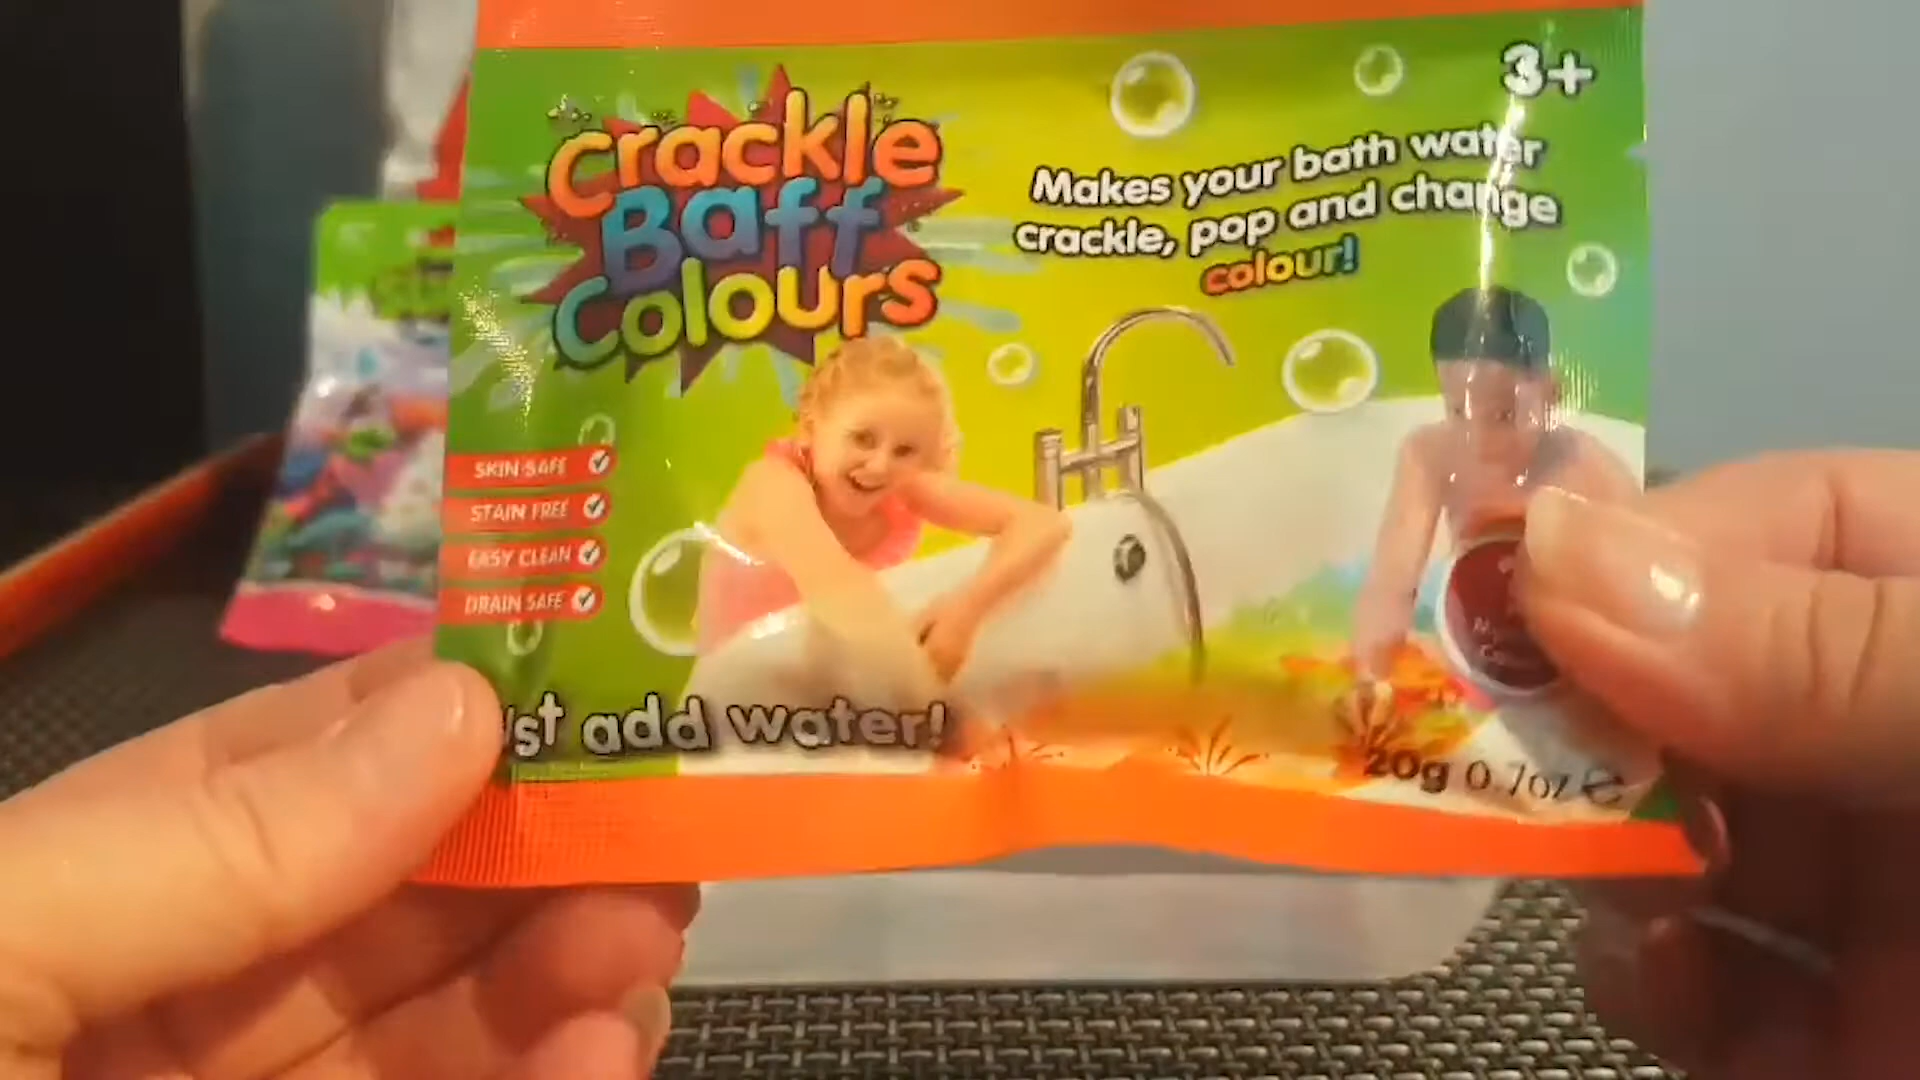 3+
Crackle
Baff
Colours
Makes your bath water
crackle, pop and change
colour!
SKIN SAFE
STAIN FREE
EASY CLEAN
DRAIN SAFE
st add water!
20g 0.7oz e